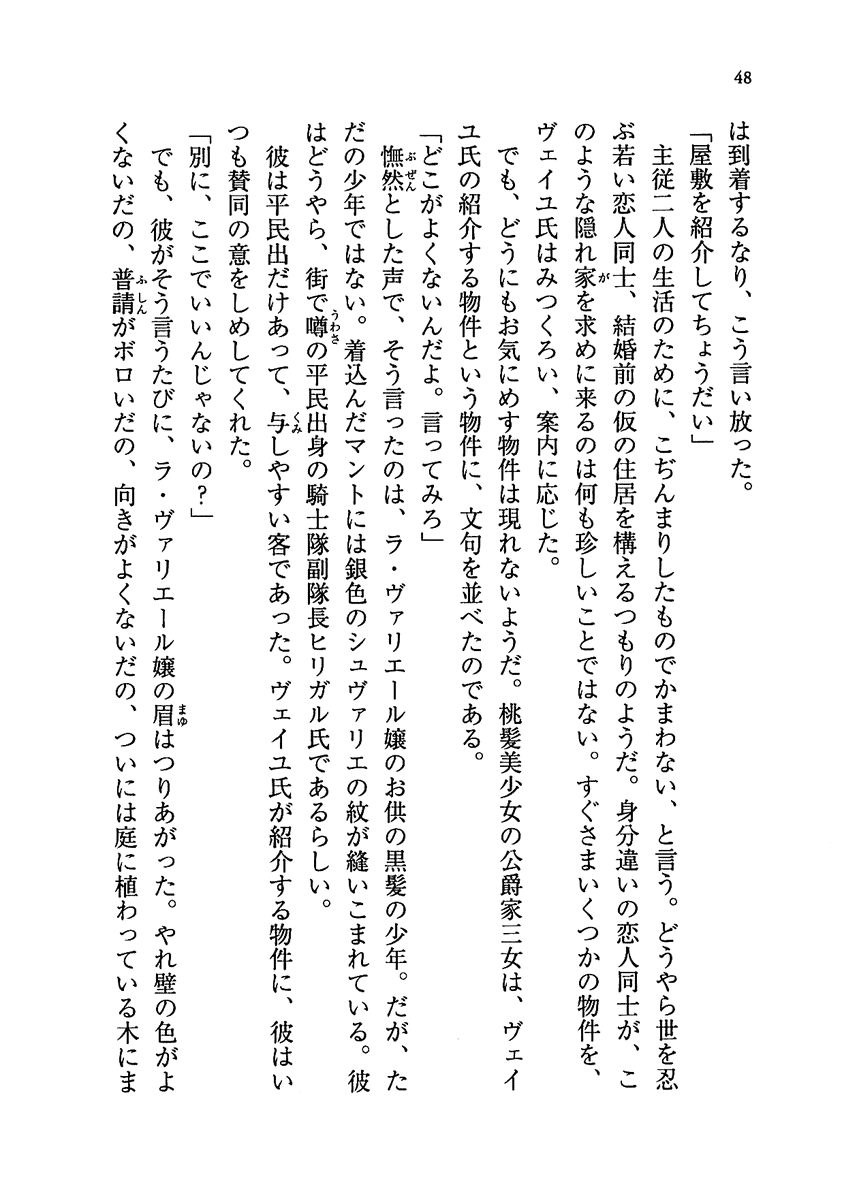 48
は到着するなり、こう言い放った。
「屋敷を紹介してちょうだい」
　主従二人の生活のために、こぢんまりしたものでかまわない、と言う。どうやら世を忍
ぶ若い恋人同士、結婚前の仮の住居を構えるつもりのようだ。身分違いの恋人同士が、こ
のような隠れ家を求めに来るのは何も珍しいことではない。すぐさまいくつかの物件を、
ヴェイユ氏はみつくろい、案内に応じた。
　でも、どうにもお気にめす物件は現れないようだ。桃髪美少女の公爵家三女は、ヴェイ
ユ氏の紹介する物件という物件に、文句を並べたのである。
「どこがよくないんだよ。言ってみろ」
　憮然とした声で、そう言ったのは、ラ・ヴァリエール嬢のお供の黒髪の少年。だが、た
だの少年ではない。着込んだマントには銀色のシュヴァリエの紋が縫いこまれている。彼
はどうやら、街で噂の平民出身の騎士隊副隊長ヒリガル氏であるらしい。
　彼は平民出だけあって、与しやすい客であった。ヴェイユ氏が紹介する物件に、彼はい
つも賛同の意をしめしてくれた。
「別に、ここでいいんじゃないの？」
　でも、彼がそう言うたびに、ラ・ヴァリエール嬢の眉はつりあがった。やれ壁の色がよ
くないだの、普請がボロいだの、向きがよくないだの、ついには庭に植わっている木にま